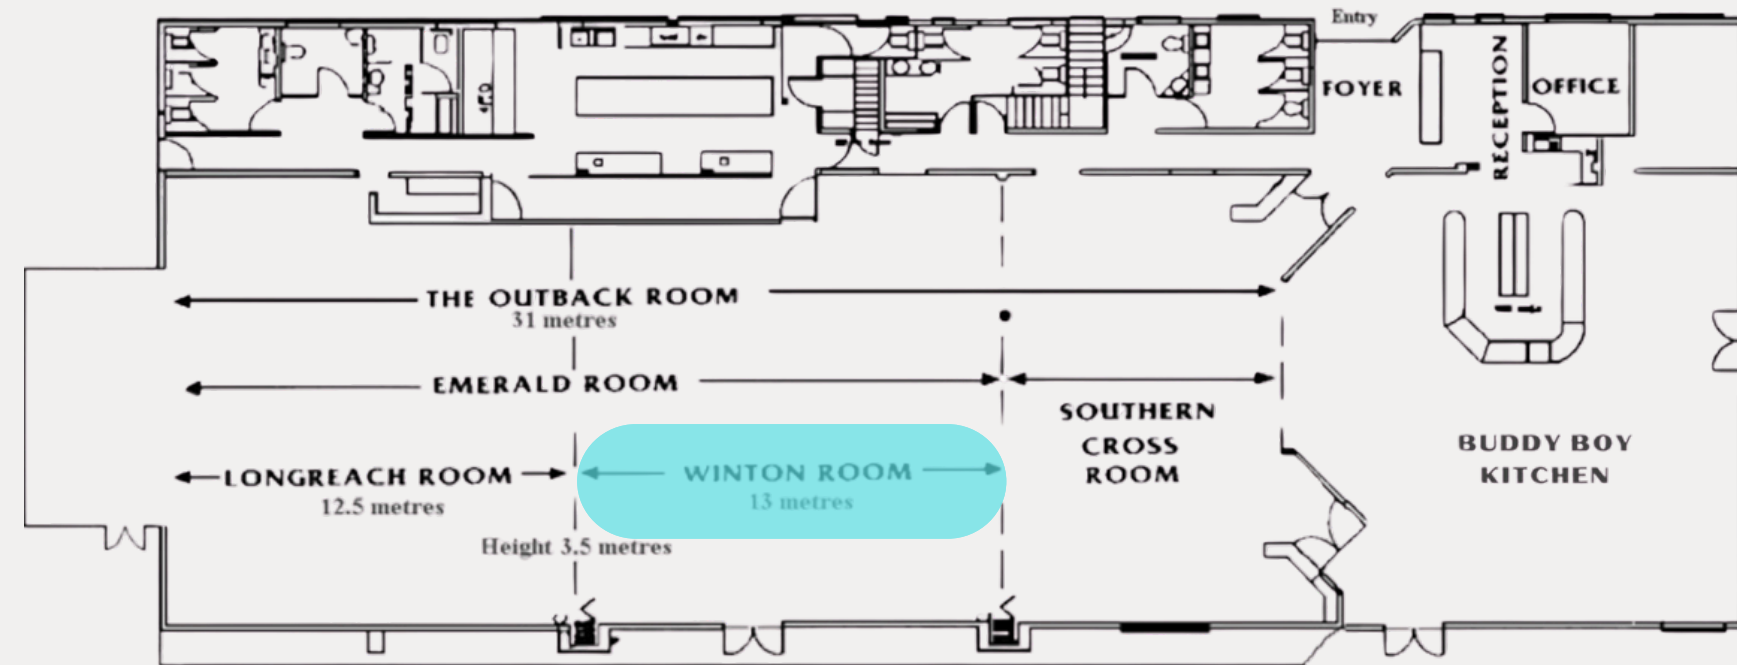 Entry
FOYER
RECEPTION
OFFICE
THE OUTBACK ROOM
31 metres
EMERALD ROOM
SOUTHERN
CROSS
ROOM
BUDDY BOY
KITCHEN
LONGREACH ROOM
12.5 metres
WINTON ROOM
13 metres
Height 3.5 metres